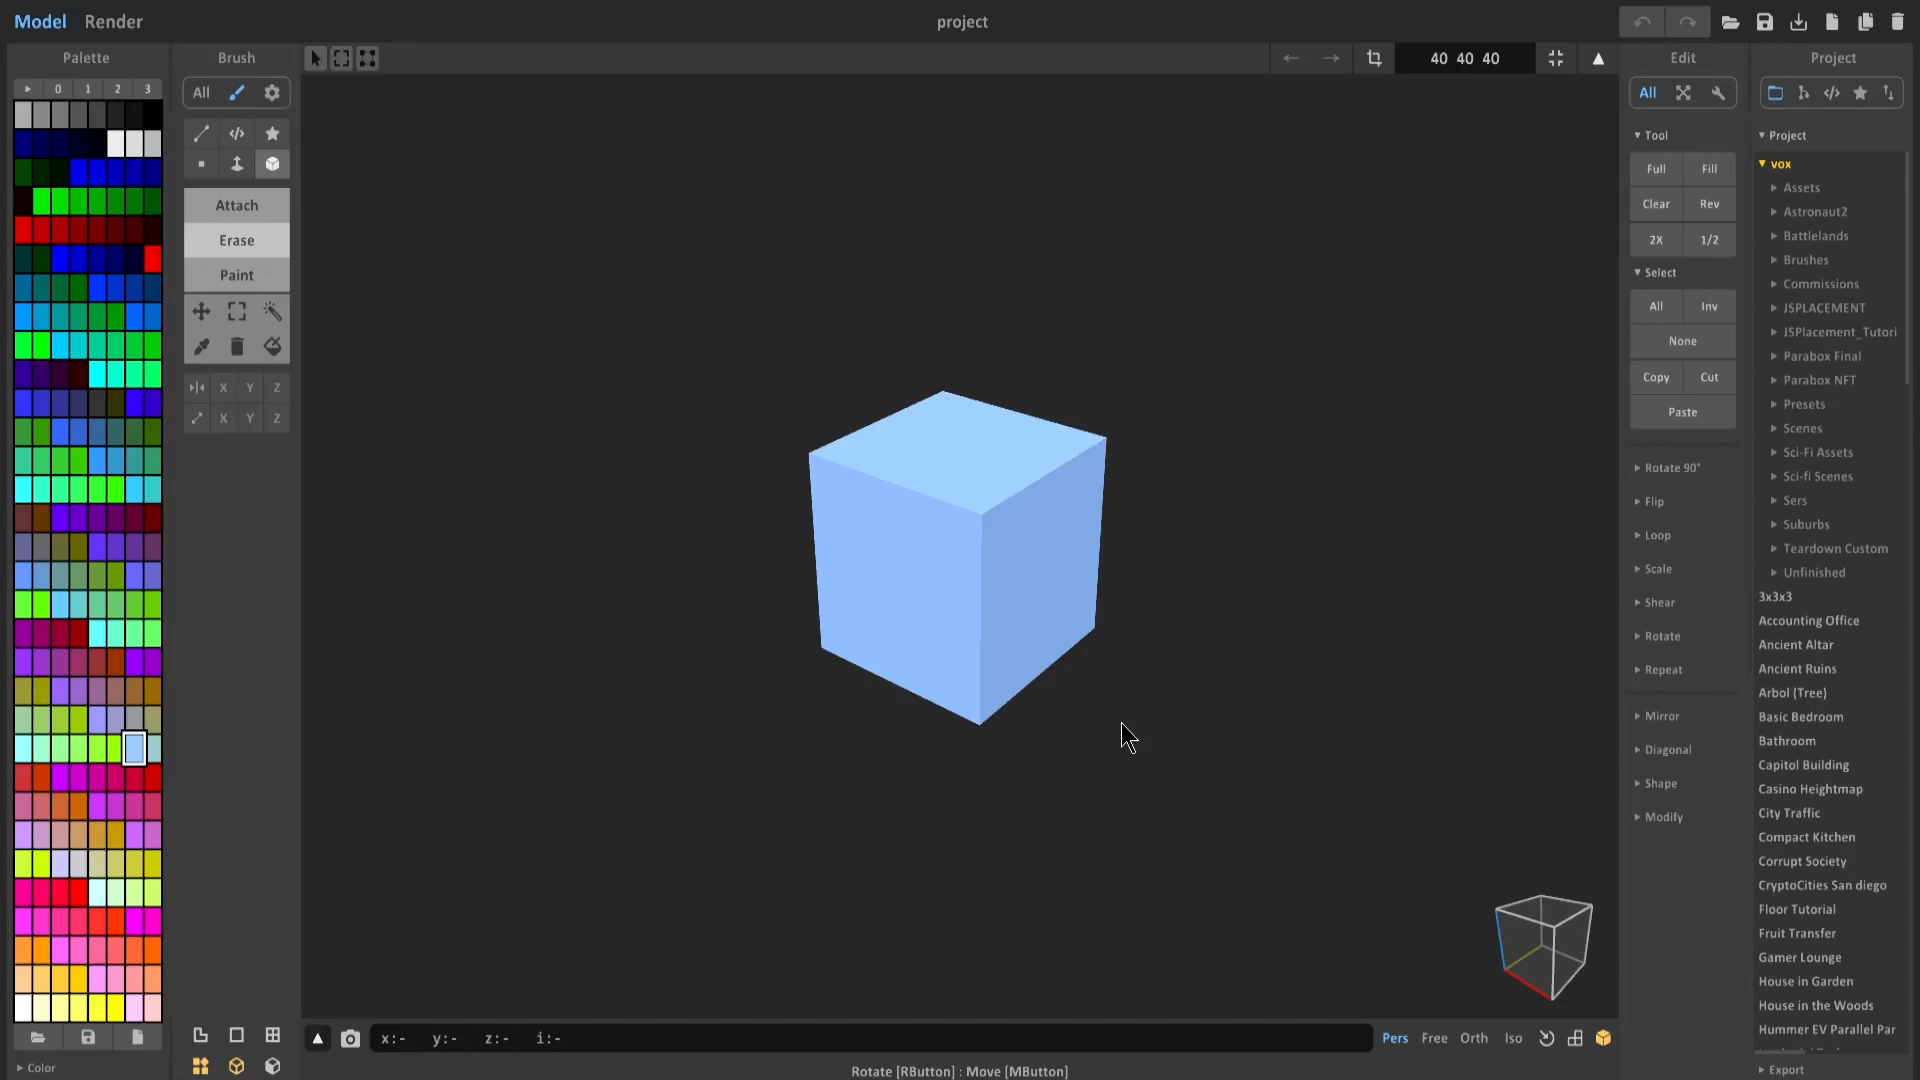 Model Render
project
Palette
0 1 2 3
Color
Brush
All
Attach
Erase
Paint
X Y Z
X Y Z
40 40 40
x:- y:- z:- i:-
Pers Free Orth Iso
Rotate [RButton] : Move [MButton]
Edit
All
Tool
Full Fill
Clear Rev
2X 1/2
Select
All Inv
None
Copy Cut
Paste
Rotate 90°
Flip
Loop
Scale
Shear
Rotate
Repeat
Mirror
Diagonal
Shape
Modify
Project
Project
vox
Assets
Astronaut2
Battlelands
Brushes
Commissions
JSPLACEMENT
JSPlacement_Tutori
Parabox Final
Parabox NFT
Presets
Scenes
Sci-Fi Assets
Sci-fi Scenes
Sers
Suburbs
Teardown Custom
Unfinished
3x3x3
Accounting Office
Ancient Altar
Ancient Ruins
Arbol (Tree)
Basic Bedroom
Bathroom
Capitol Building
Casino Heightmap
City Traffic
Compact Kitchen
Corrupt Society
CryptoCities San diego
Floor Tutorial
Fruit Transfer
Gamer Lounge
House in Garden
House in the Woods
Hummer EV Parallel Par
Export